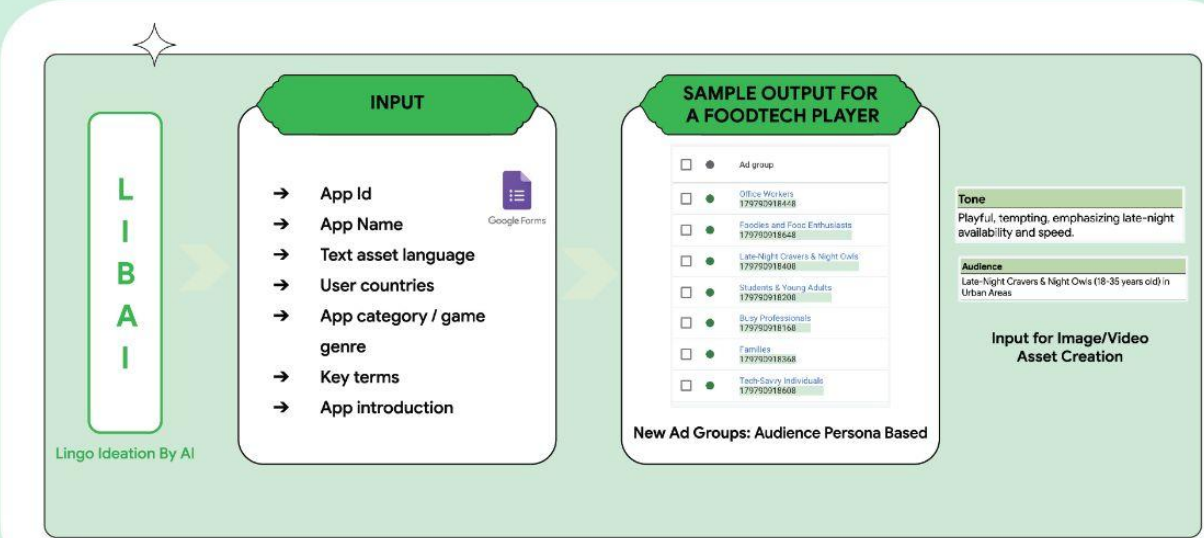 L
I
B
A
I
Lingo Ideation By AI
INPUT
→ App Id
→ App Name
→ Text asset language
→ User countries
→ App category / game
genre
→ Key terms
→ App introduction
Google Forms
SAMPLE OUTPUT FOR
A FOODTECH PLAYER
Ad group
Office Workers
179790918448
Foodies and Food Enthusiasts
179790918648
Late-Night Cravers & Night Owls
179790918408
Students & Young Adults
179790918208
Busy Professionals
179790918168
Families
179790918368
Tech-Savvy Individuals
179790918608
New Ad Groups: Audience Persona Based
Tone
Playful, tempting, emphasizing late-night
availability and speed.
Audience
Late-Night Cravers & Night Owls (18-35 years old) in
Urban Areas
Input for Image/Video
Asset Creation